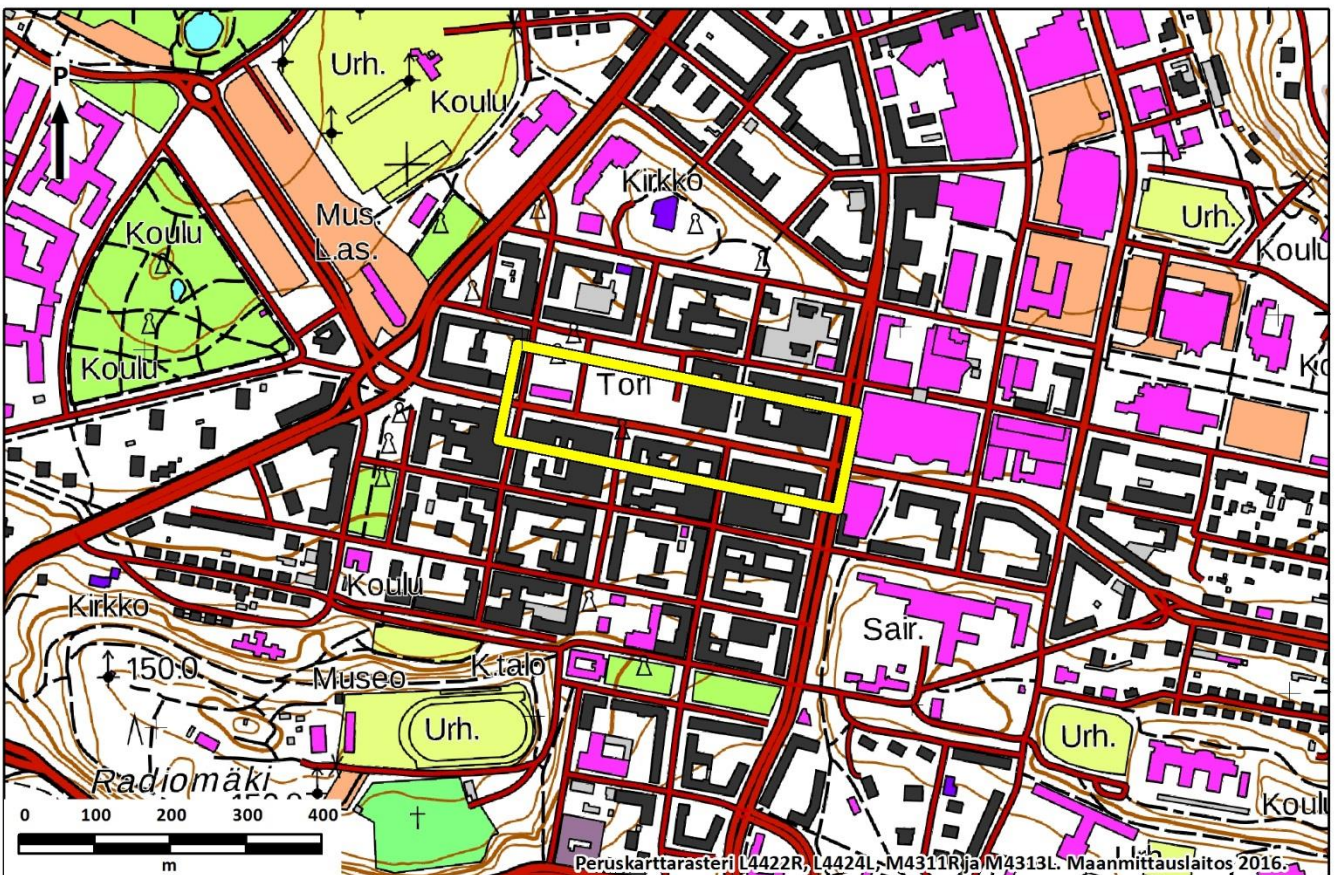 Urh.
P
Koulu
Kirkko
Mus.
L.as.
Urh.
Koulu
Koulu
Tori
Koulu
Koulu
Kirkko
Sair.
150.0
Museo
K.talo
Urh.
Urh.
Radiomäki
Koulu
0 100 200 300 400
m
Peruskarttarasteri L4422R, L4424L, M4311R ja M4313L. Maanmittauslaitos 2016.